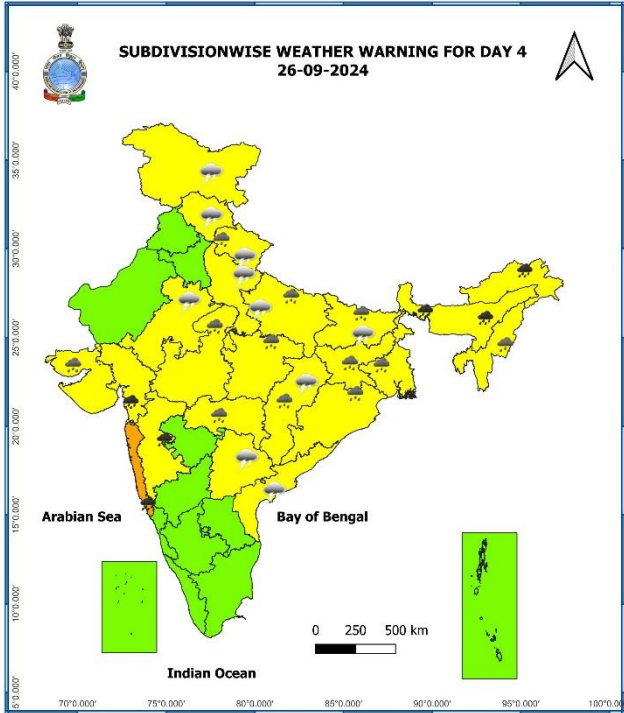 SUBDIVISIONWISE WEATHER WARNING FOR DAY 4
26-09-2024
40°0.000'
35°0.000'
30°0.000'
25°0.000'
20°0.000'
15°0.000'
10°0.000'
5°0.000'
Arabian Sea
Bay of Bengal
0 250 500 km
Indian Ocean
70°0.000' 75°0.000' 80°0.000' 85°0.000' 90°0.000' 95°0.000' 100°0.00